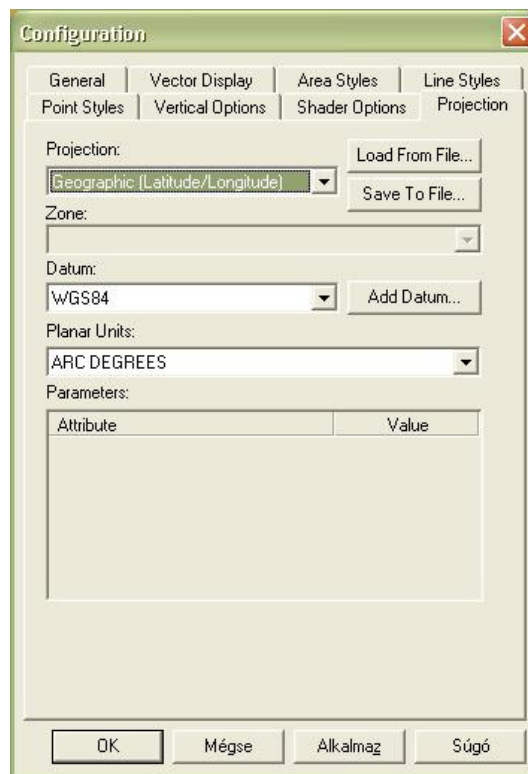 Configuration
General Vector Display Area Styles Line Styles
Point Styles Vertical Options Shader Options Projection
Projection:
Load From File...
Geographic (Latitude/Longitude)
Save To File...
Zone:
Datum:
WGS84 Add Datum...
Planar Units:
ARC DEGREES
Parameters:
Attribute Value
OK Mégse Alkalmaz Súgó